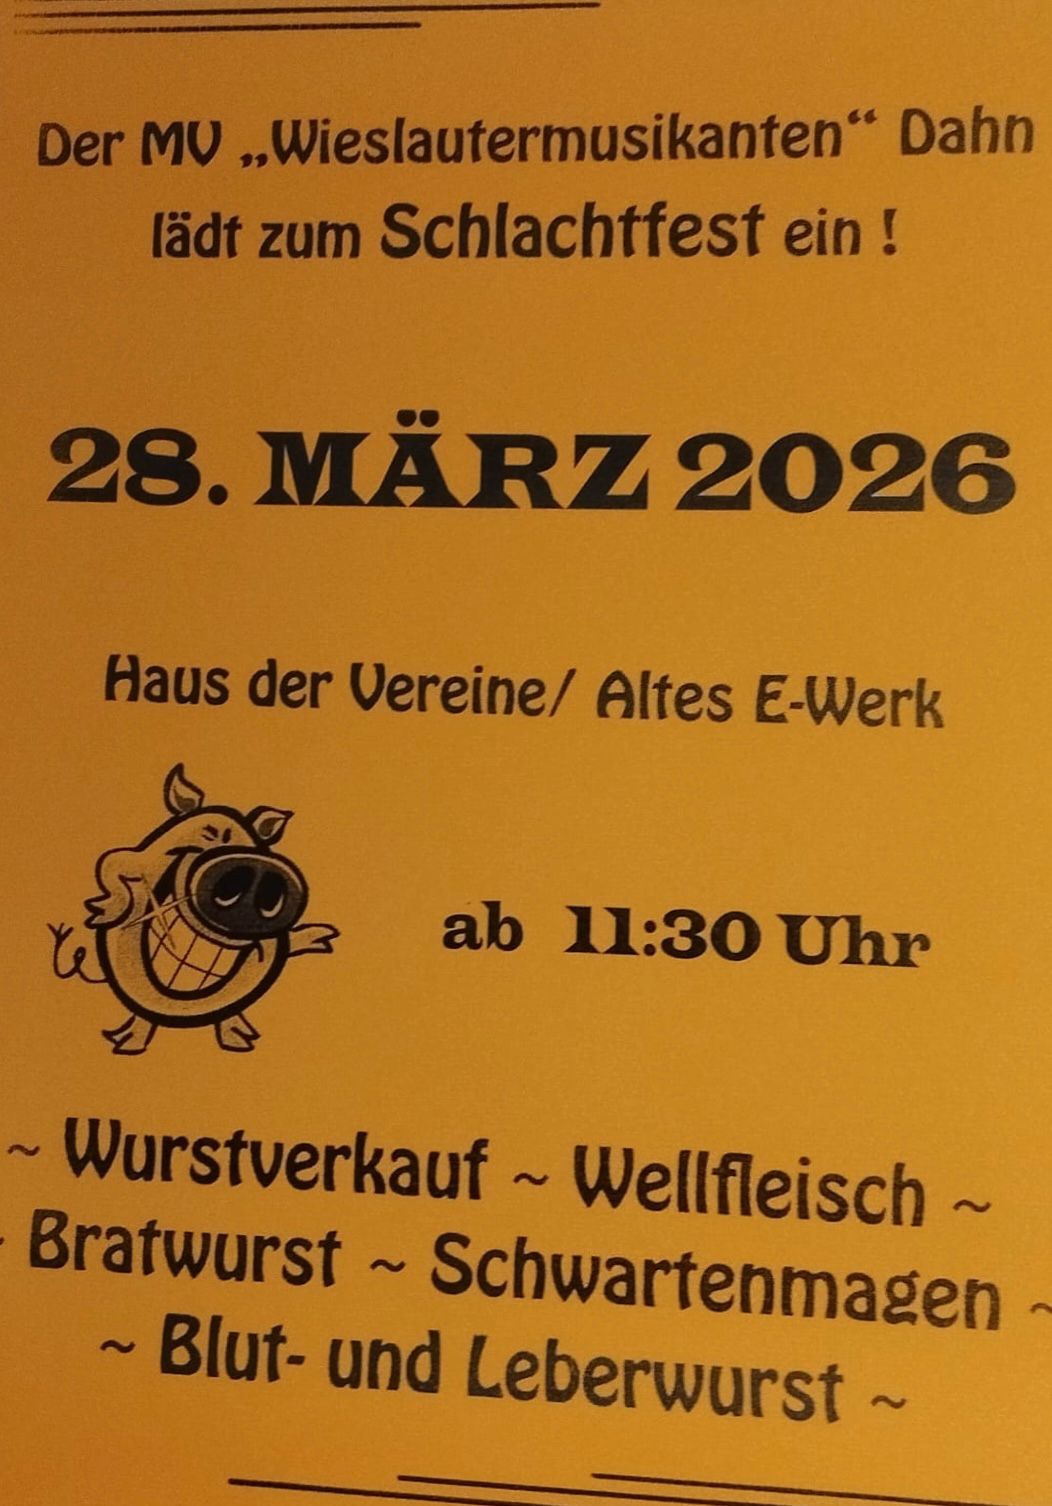 Der MV „Wieslautermusikanten“ Dahn
lädt zum Schlachtfest ein !
28. MÄRZ 2026
Haus der Vereine/ Altes E-Werk
ab 11:30 Uhr
~ Wurstverkauf ~ Wellfleisch ~
~ Bratwurst ~ Schwartenmagen ~
~ Blut- und Leberwurst ~